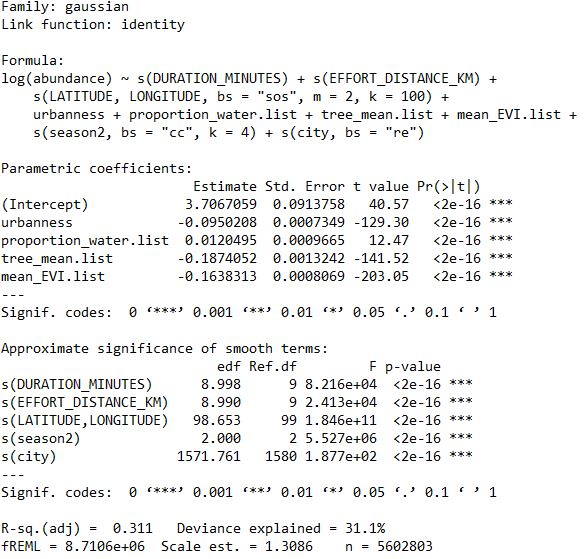 Family: gaussian
Link function: identity

Formula:
log(abundance) ~ s(DURATION_MINUTES) + s(EFFORT_DISTANCE_KM) +
    s(LATITUDE, LONGITUDE, bs = "sos", m = 2, k = 100) +
    urbanness + proportion_water.list + tree_mean.list + mean_EVI.list +
    s(season2, bs = "cc", k = 4) + s(city, bs = "re")

Parametric coefficients:
                        Estimate Std. Error t value Pr(>|t|)
(Intercept)            3.7067059  0.0913758   40.57   <2e-16 ***
urbanness             -0.0950208  0.0007349 -129.30   <2e-16 ***
proportion_water.list  0.0120495  0.0009665   12.47   <2e-16 ***
tree_mean.list        -0.1874052  0.0013242 -141.52   <2e-16 ***
mean_EVI.list         -0.1638313  0.0008069 -203.05   <2e-16 ***
---
Signif. codes:  0 ‘***’ 0.001 ‘**’ 0.01 ‘*’ 0.05 ‘.’ 0.1 ‘ ’ 1

Approximate significance of smooth terms:
                           edf Ref.df         F p-value
s(DURATION_MINUTES)      8.998      9 8.216e+04  <2e-16 ***
s(EFFORT_DISTANCE_KM)    8.990      9 2.413e+04  <2e-16 ***
s(LATITUDE,LONGITUDE)   98.653     99 1.846e+11  <2e-16 ***
s(season2)               2.000      2 5.527e+06  <2e-16 ***
s(city)               1571.761   1580 1.877e+02  <2e-16 ***
---
Signif. codes:  0 ‘***’ 0.001 ‘**’ 0.01 ‘*’ 0.05 ‘.’ 0.1 ‘ ’ 1

R-sq.(adj) =  0.311   Deviance explained = 31.1%
fREML = 8.7106e+06  Scale est. = 1.3086    n = 5602803